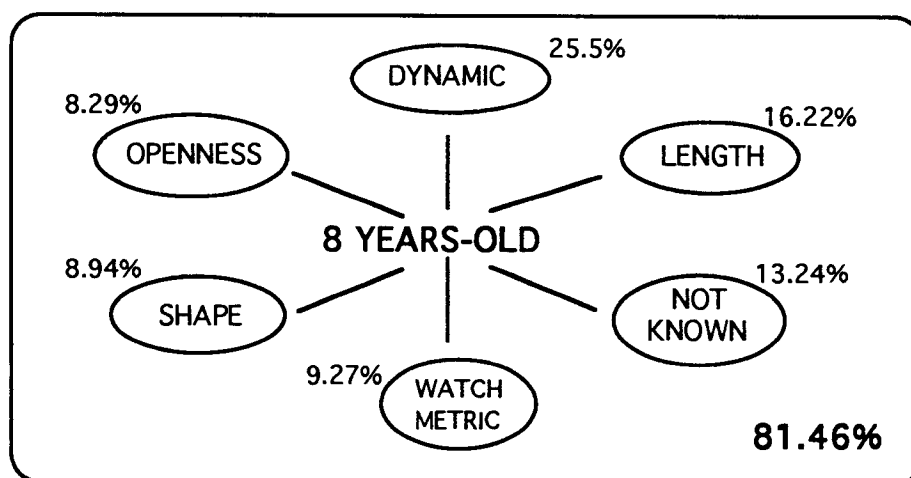 25.5%
DYNAMIC
8.29%
OPENNESS
16.22%
LENGTH
8 YEARS-OLD
8.94%
SHAPE
13.24%
NOT
KNOWN
9.27%
WATCH
METRIC
81.46%